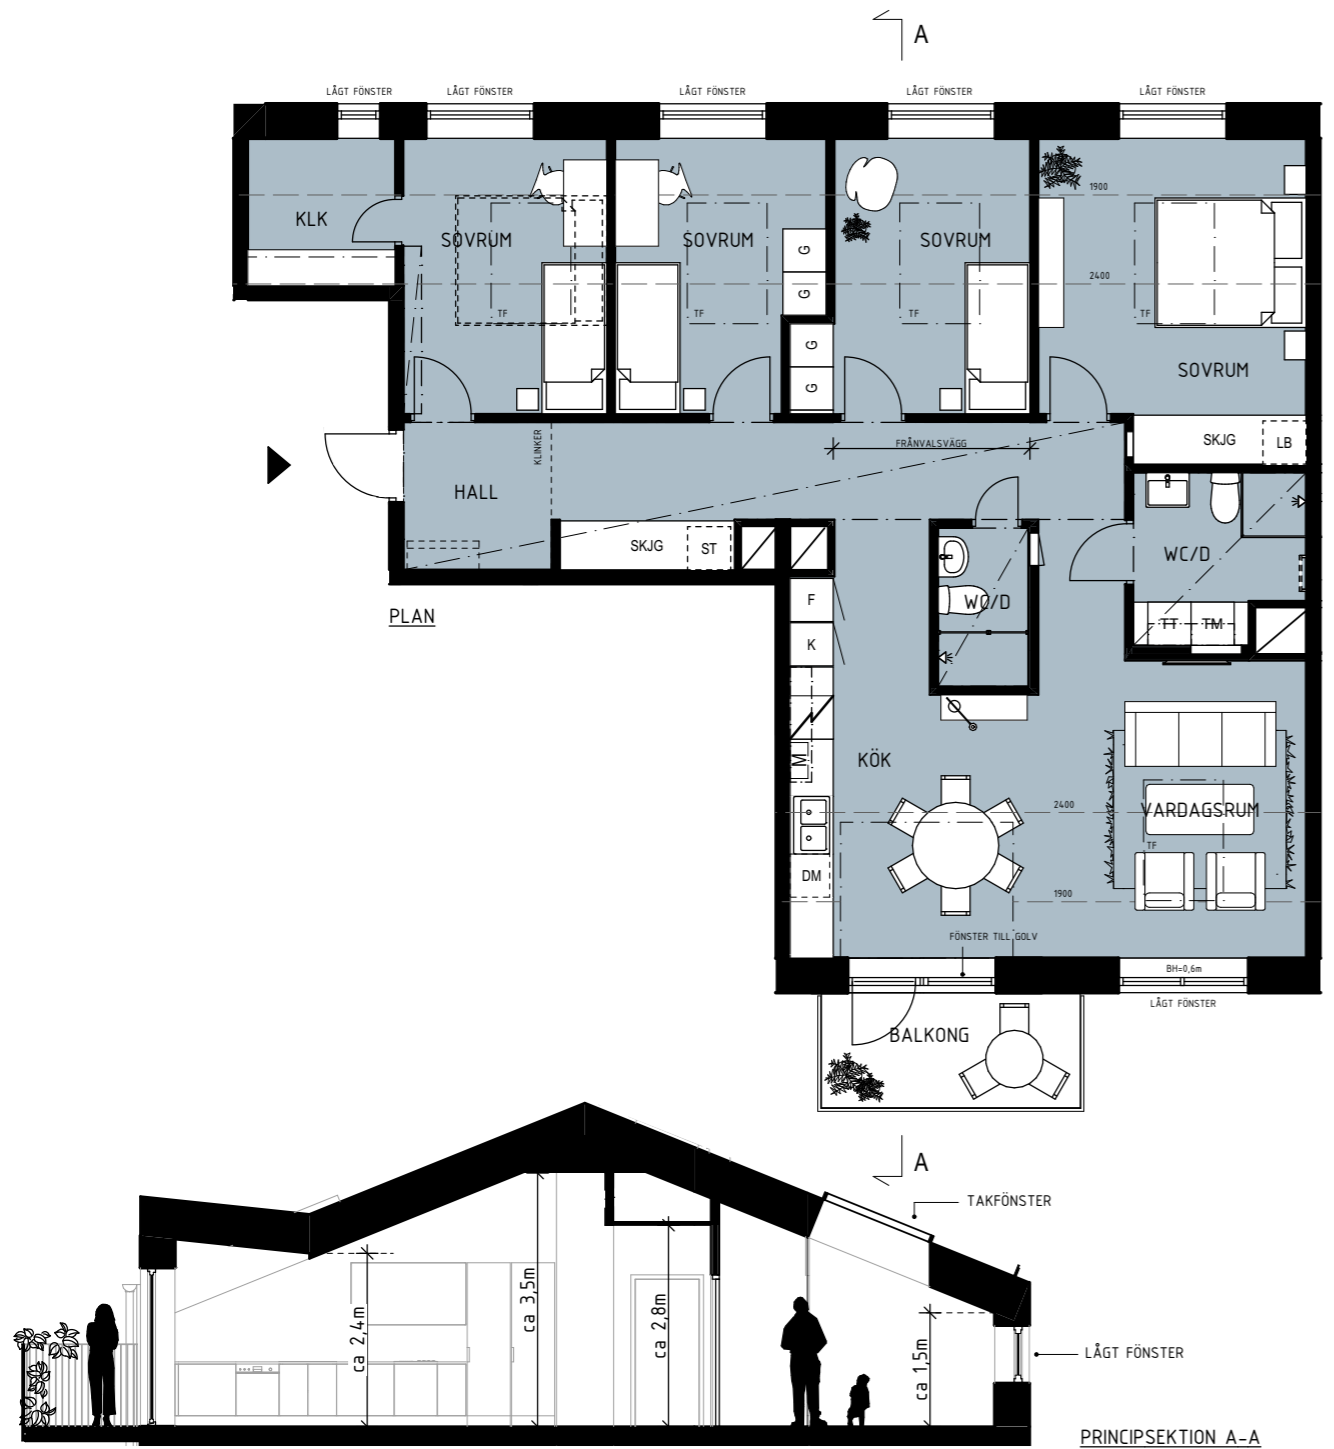 A
LÅGT FÖNSTER LÅGT FÖNSTER LÅGT FÖNSTER LÅGT FÖNSTER LÅGT FÖNSTER
1900
KLK SOVRUM SOVRUM SOVRUM
G
2400
G
TF TF TF TF
G
SOVRUM
G
KLINKER
FRÅNVALSVÄGG
SKJG LB
HALL
SKJG ST
WC/D
F
WC/D
TT TM
PLAN
K
M
KÖK
2400
VARDAGSRUM
TF
DM
1900
FÖNSTER TILL GOLV
BH=0,6m
LÅGT FÖNSTER
BALKONG
A
TAKFÖNSTER
ca 2,4m
ca 3,5m
ca 2,8m
ca 1,5m
LÅGT FÖNSTER
PRINCIPSEKTION A-A